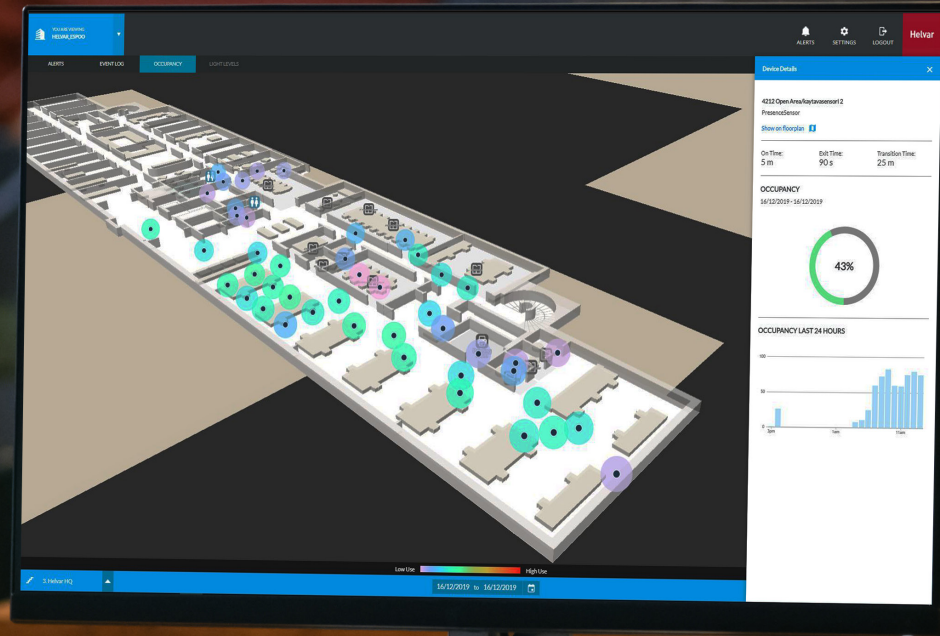 YOU ARE VIEWING
HELVAR_ESPOO
ALERTS
SETTINGS
LOGOUT
Helvar
ALERTS
EVENT LOG
OCCUPANCY
LIGHT LEVELS
Device Details
4212 Open Area/kaytavasensori 2
PresenceSensor
Show on floorplan
On Time:
Exit Time:
Transition Time:
5 m
90 s
25 m
OCCUPANCY
16/12/2019 - 16/12/2019
43%
OCCUPANCY LAST 24 HOURS
100
50
0
3pm
1am
11am
Low Use
High Use
3. Helvar HQ
16/12/2019 to 16/12/2019